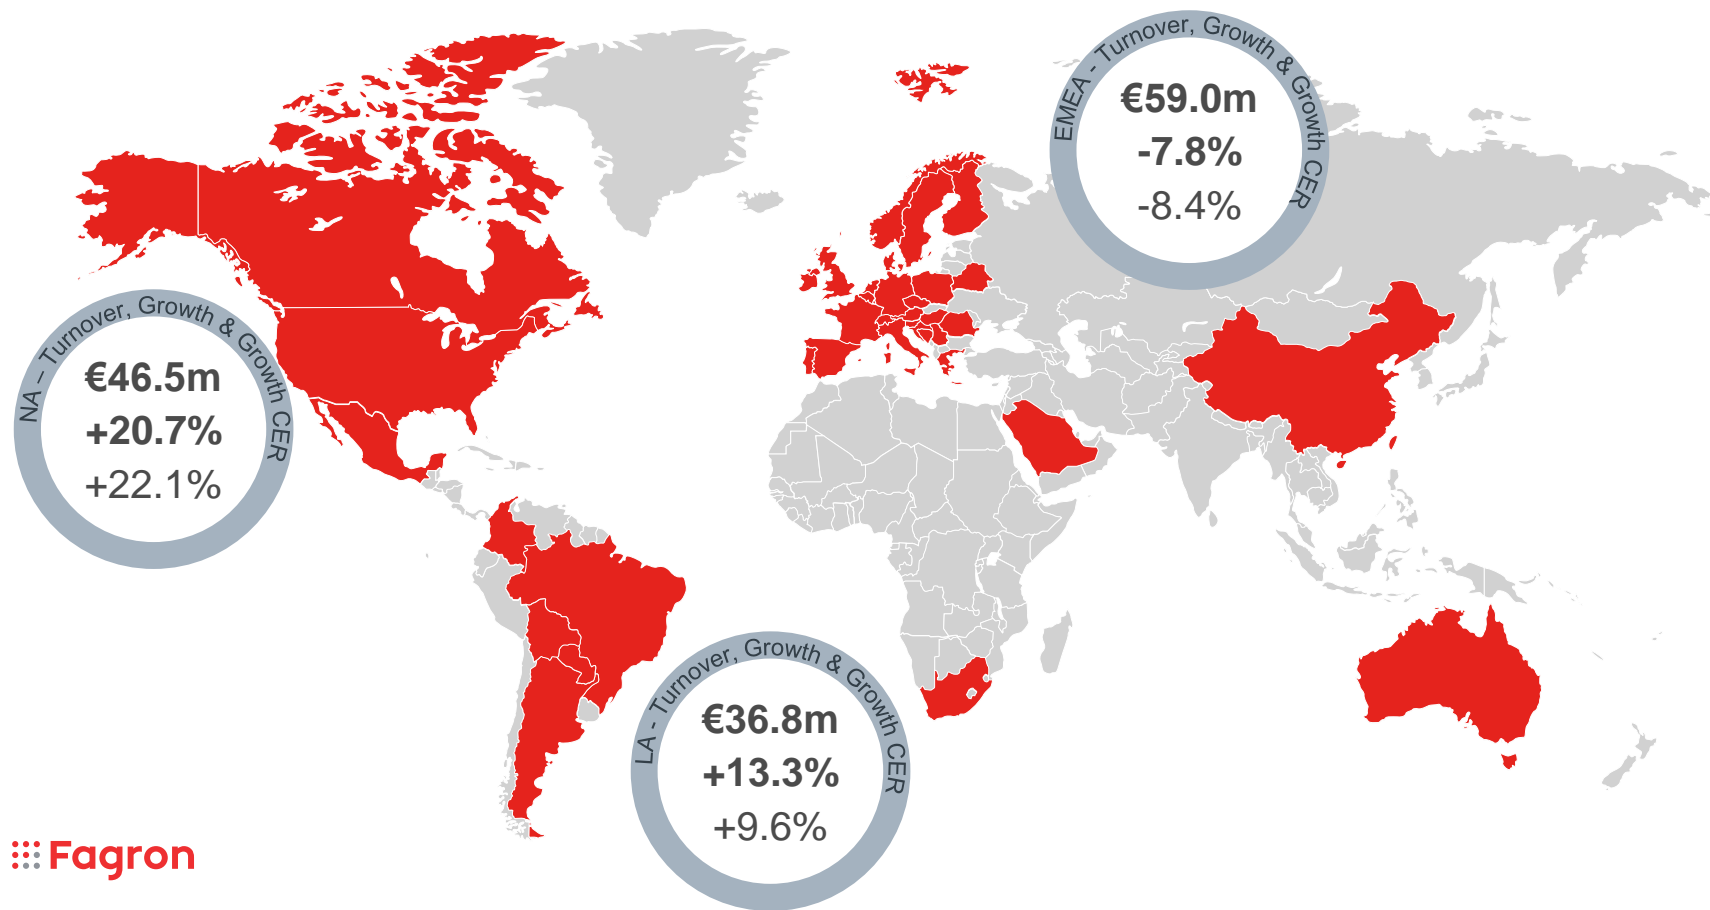 EMEA - Turnover, Growth & Growth CER
€59.0m
-7.8%
-8.4%
NA – Turnover, Growth & Growth CER
€46.5m
+20.7%
+22.1%
LA - Turnover, Growth & Growth CER
€36.8m
+13.3%
+9.6%
Fagron